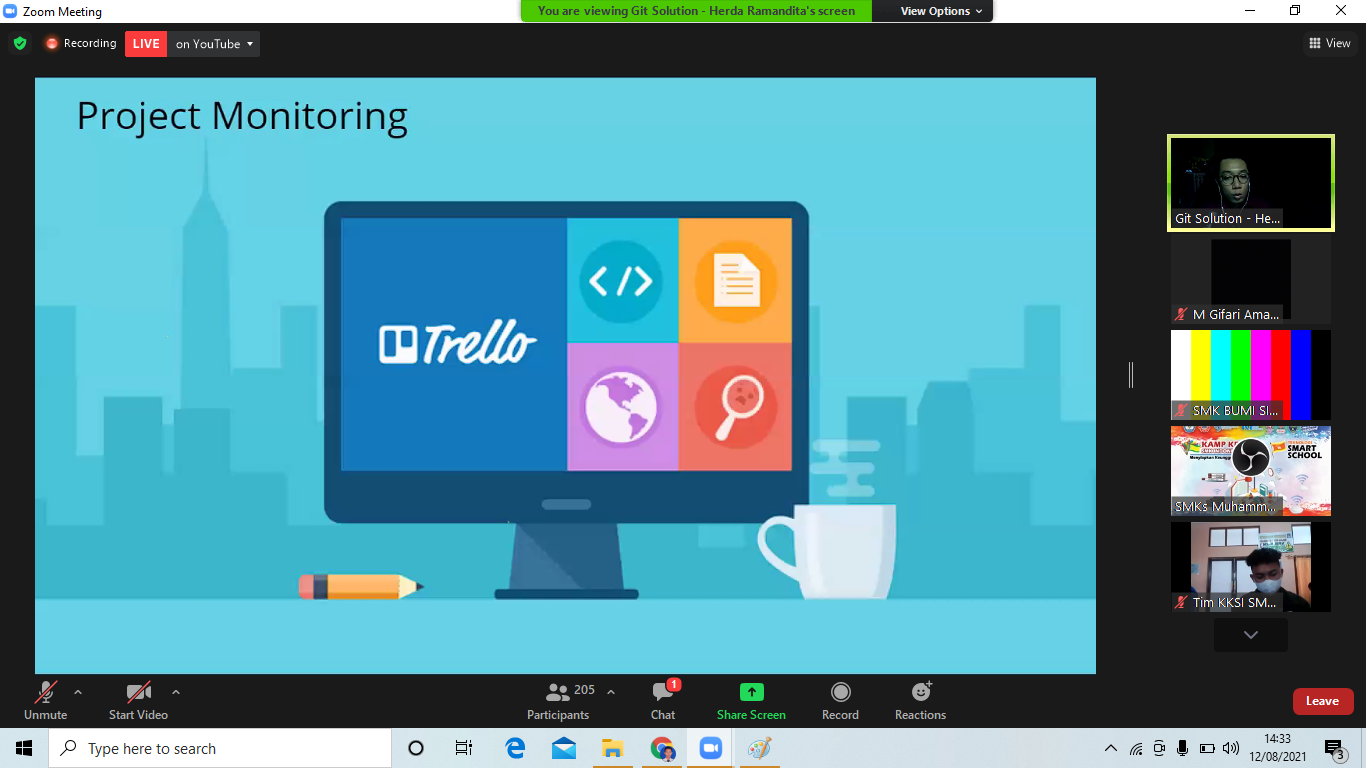 Zoom Meeting
You are viewing Git Solution - Herda Ramandita's screen
View Options
Recording
LIVE
on YouTube
View
Project Monitoring
Trello
</>
Git Solution - He...
M Gifari Ama...
SMK BUMI SI...
SMART
SCHOOL
SMKs Muhamm...
Tim KKSI SM...
Unmute
Start Video
Participants
205
Chat
1
Share Screen
Record
Reactions
Leave
Type here to search
14:33
12/08/2021
3